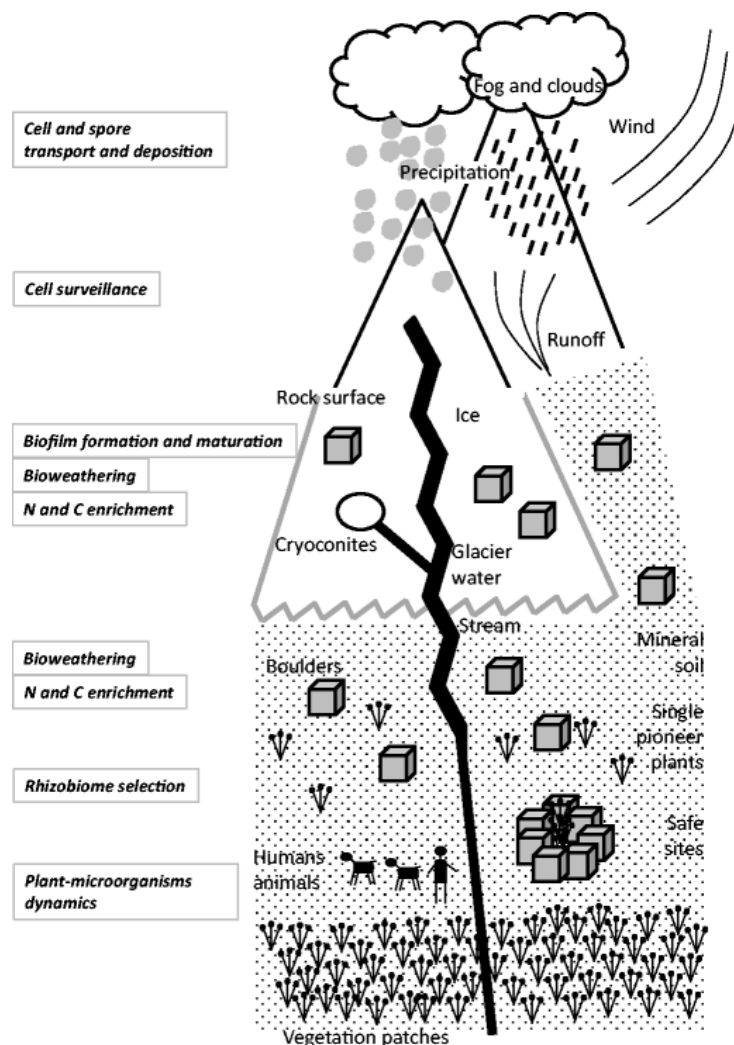 Fog and clouds
Wind
Cell and spore
transport and deposition
Precipitation
Cell surveillance
Runoff
Rock surface
Ice
Biofilm formation and maturation
Bioweathering
N and C enrichment
Cryoconites
Glacier
water
Stream
Mineral
soil
Bioweathering
Boulders
N and C enrichment
Single
pioneer
plants
Rhizobiome selection
Safe
sites
Humans
animals
Plant-microorganisms
dynamics
Vegetation patches